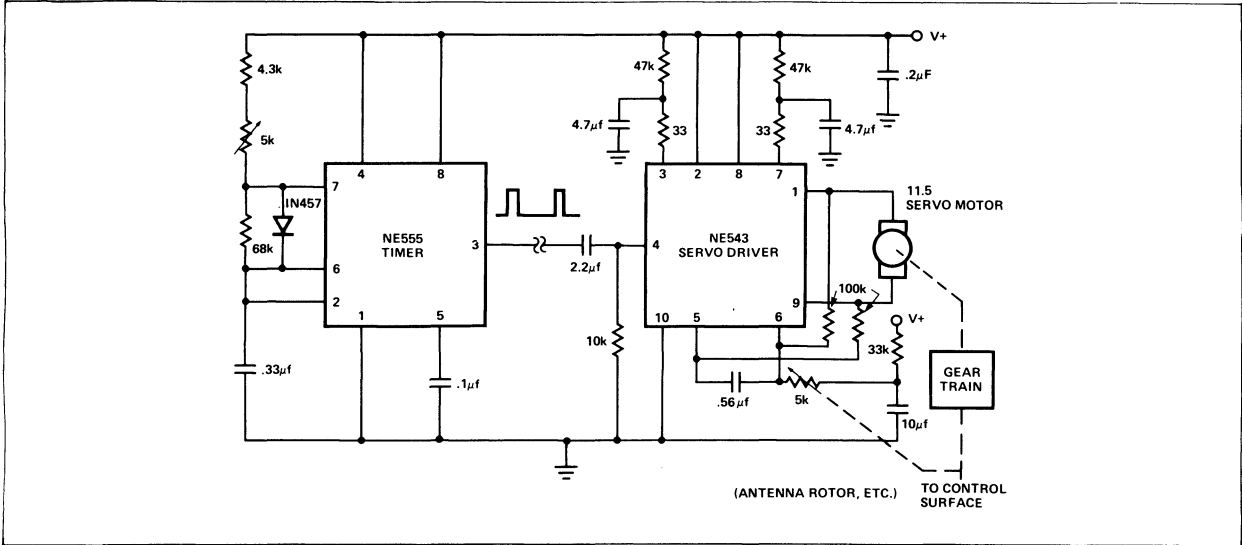 V+
4.3k
47k
47k
.2µF
5k
4.7µf
33
33
4.7µf
7
4
8
3
2
8
7
1
11.5
SERVO MOTOR
IN457
NE555
TIMER
3
2.2µf
4
NE543
SERVO DRIVER
68k
6
2
9
100k
1
5
10
5
6
V+
10k
33k
GEAR
TRAIN
.33µf
.1µf
.56µf
5k
10µf
(ANTENNA ROTOR, ETC.)
TO CONTROL
SURFACE